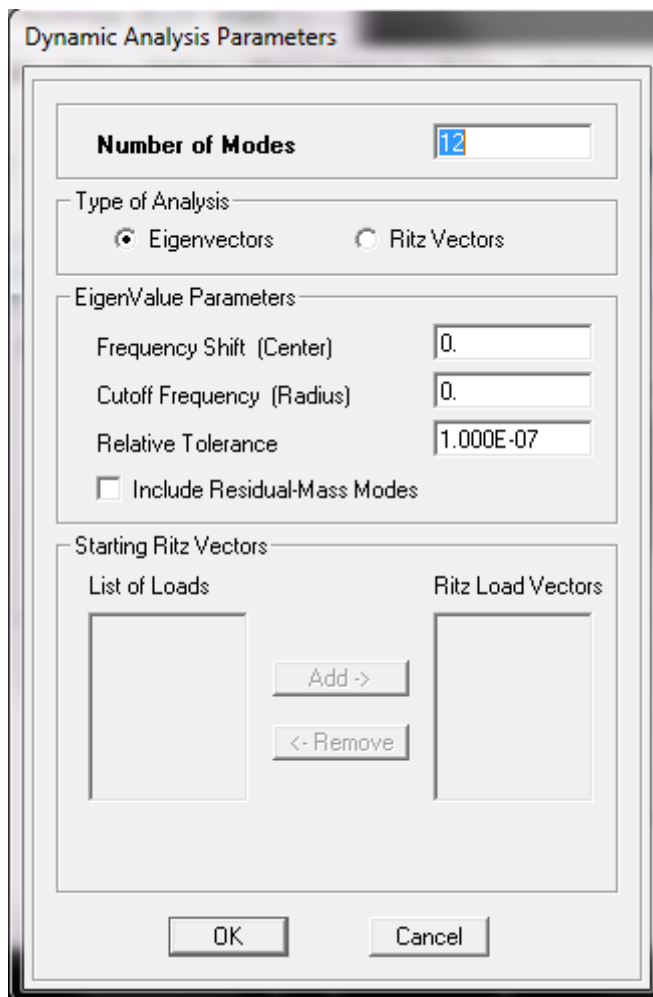 Dynamic Analysis Parameters
Number of Modes 12
Type of Analysis
Eigenvectors Ritz Vectors
EigenValue Parameters
Frequency Shift (Center) 0.
Cutoff Frequency (Radius) 0.
Relative Tolerance 1.000E-07
Include Residual-Mass Modes
Starting Ritz Vectors
List of Loads Ritz Load Vectors
Add ->
<- Remove
OK Cancel